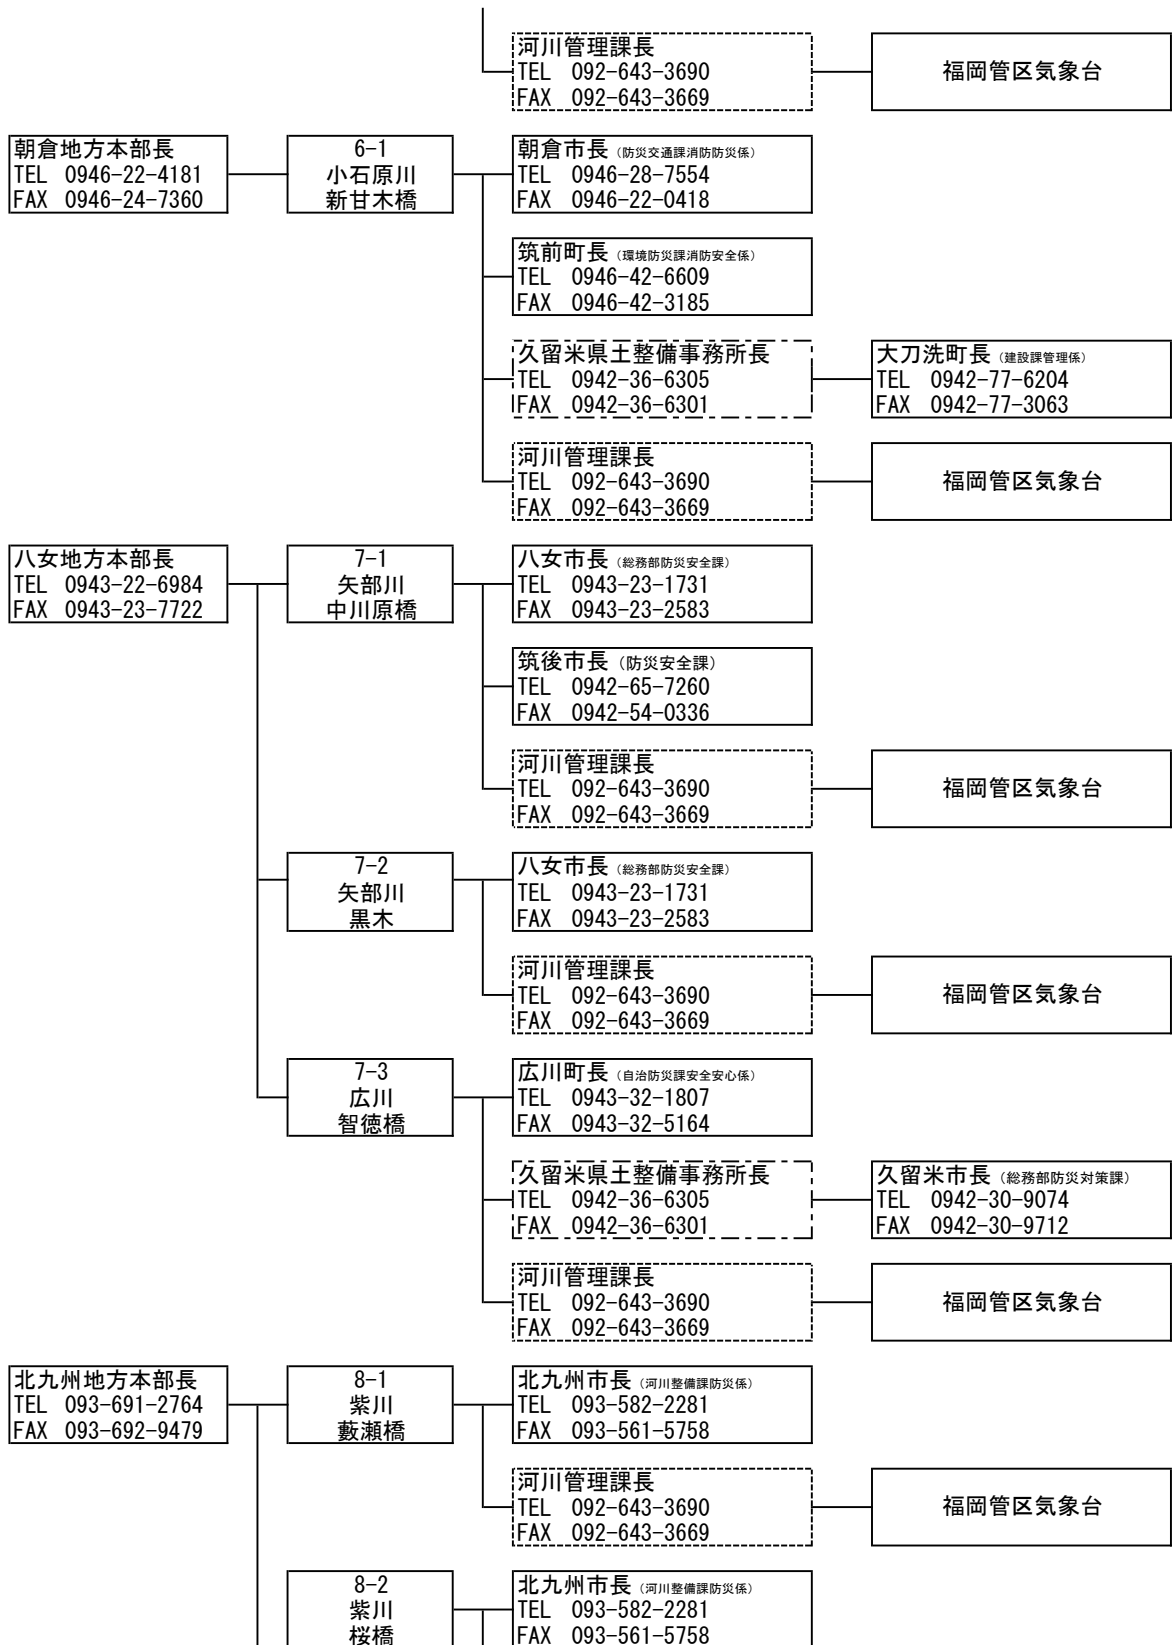 河川管理課長
TEL 092-643-3690
FAX 092-643-3669
福岡管区気象台
朝倉地方本部長
TEL 0946-22-4181
FAX 0946-24-7360
6-1
小石原川
新甘木橋
朝倉市長（防災交通課消防防災係）
TEL 0946-28-7554
FAX 0946-22-0418
筑前町長（環境防災課消防安全係）
TEL 0946-42-6609
FAX 0946-42-3185
久留米県土整備事務所長
TEL 0942-36-6305
FAX 0942-36-6301
大刀洗町長（建設課管理係）
TEL 0942-77-6204
FAX 0942-77-3063
河川管理課長
TEL 092-643-3690
FAX 092-643-3669
福岡管区気象台
八女地方本部長
TEL 0943-22-6984
FAX 0943-23-7722
7-1
矢部川
中川原橋
八女市長（総務部防災安全課）
TEL 0943-23-1731
FAX 0943-23-2583
筑後市長（防災安全課）
TEL 0942-65-7260
FAX 0942-54-0336
河川管理課長
TEL 092-643-3690
FAX 092-643-3669
福岡管区気象台
7-2
矢部川
黒木
八女市長（総務部防災安全課）
TEL 0943-23-1731
FAX 0943-23-2583
河川管理課長
TEL 092-643-3690
FAX 092-643-3669
福岡管区気象台
7-3
広川
智徳橋
広川町長（自治防災課安全安心係）
TEL 0943-32-1807
FAX 0943-32-5164
久留米県土整備事務所長
TEL 0942-36-6305
FAX 0942-36-6301
久留米市長（総務部防災対策課）
TEL 0942-30-9074
FAX 0942-30-9712
河川管理課長
TEL 092-643-3690
FAX 092-643-3669
福岡管区気象台
北九州地方本部長
TEL 093-691-2764
FAX 093-692-9479
8-1
紫川
藪瀬橋
北九州市長（河川整備課防災係）
TEL 093-582-2281
FAX 093-561-5758
河川管理課長
TEL 092-643-3690
FAX 092-643-3669
福岡管区気象台
8-2
紫川
桜橋
北九州市長（河川整備課防災係）
TEL 093-582-2281
FAX 093-561-5758